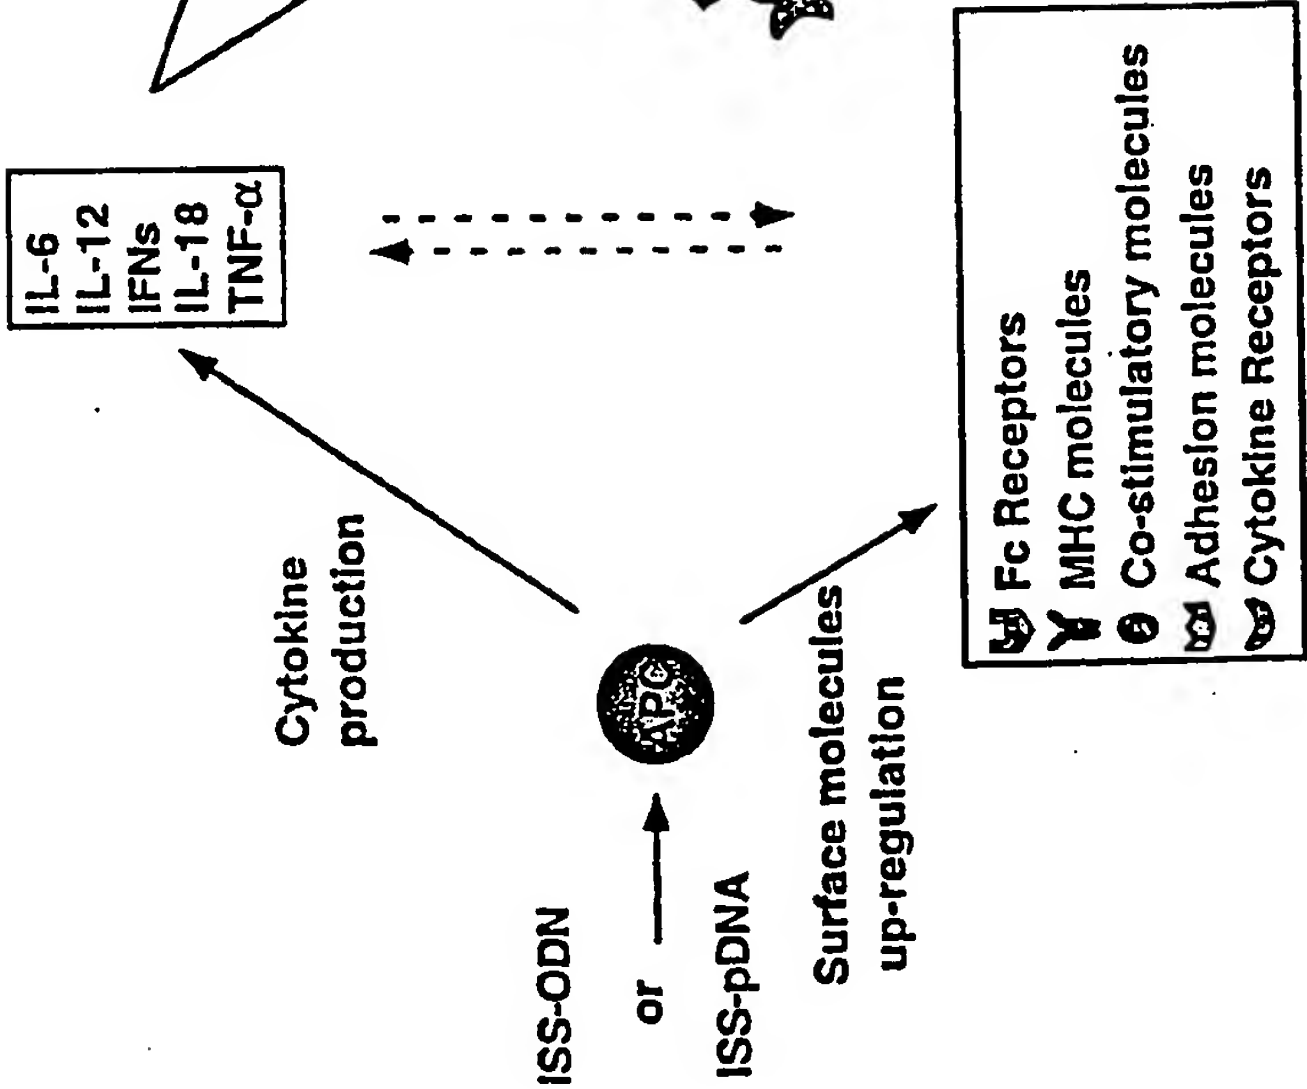 ISS-ODN
or
ISS-pDNA
APC
Cytokine
production
Surface molecules
up-regulation
IL-6
IL-12
IFNs
IL-18
TNF-α
Fc Receptors
MHC molecules
Co-stimulatory molecules
Adhesion molecules
Cytokine Receptors